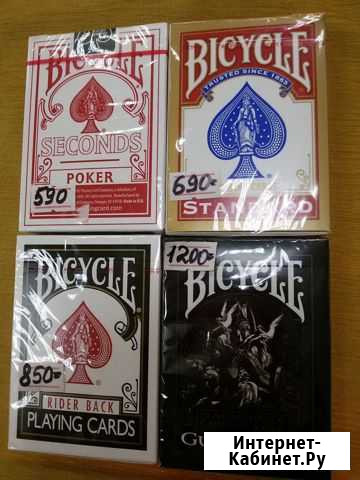 BICYCLE
SECONDS
POKER
590
BICYCLE
TRUSTED SINCE 1885
690=
BICYCLE
850=
RIDER BACK
PLAYING CARDS
1200=
BICYCLE
Интернет-
Кабинет.Ру